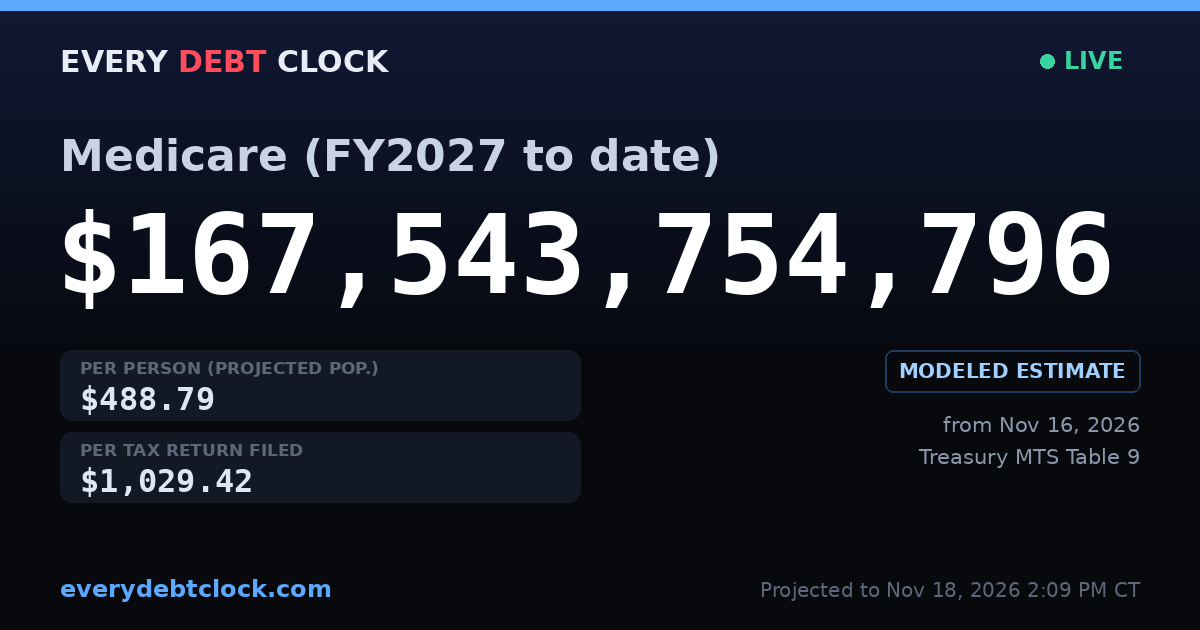 EVERY DEBT CLOCK
LIVE
Medicare (FY2027 to date)
$167,543,754,796
PER PERSON (PROJECTED POP.)
$488.79
PER TAX RETURN FILED
$1,029.42
MODELED ESTIMATE
from Nov 16, 2026
Treasury MTS Table 9
everydebtclock.com
Projected to Nov 18, 2026 2:09 PM CT